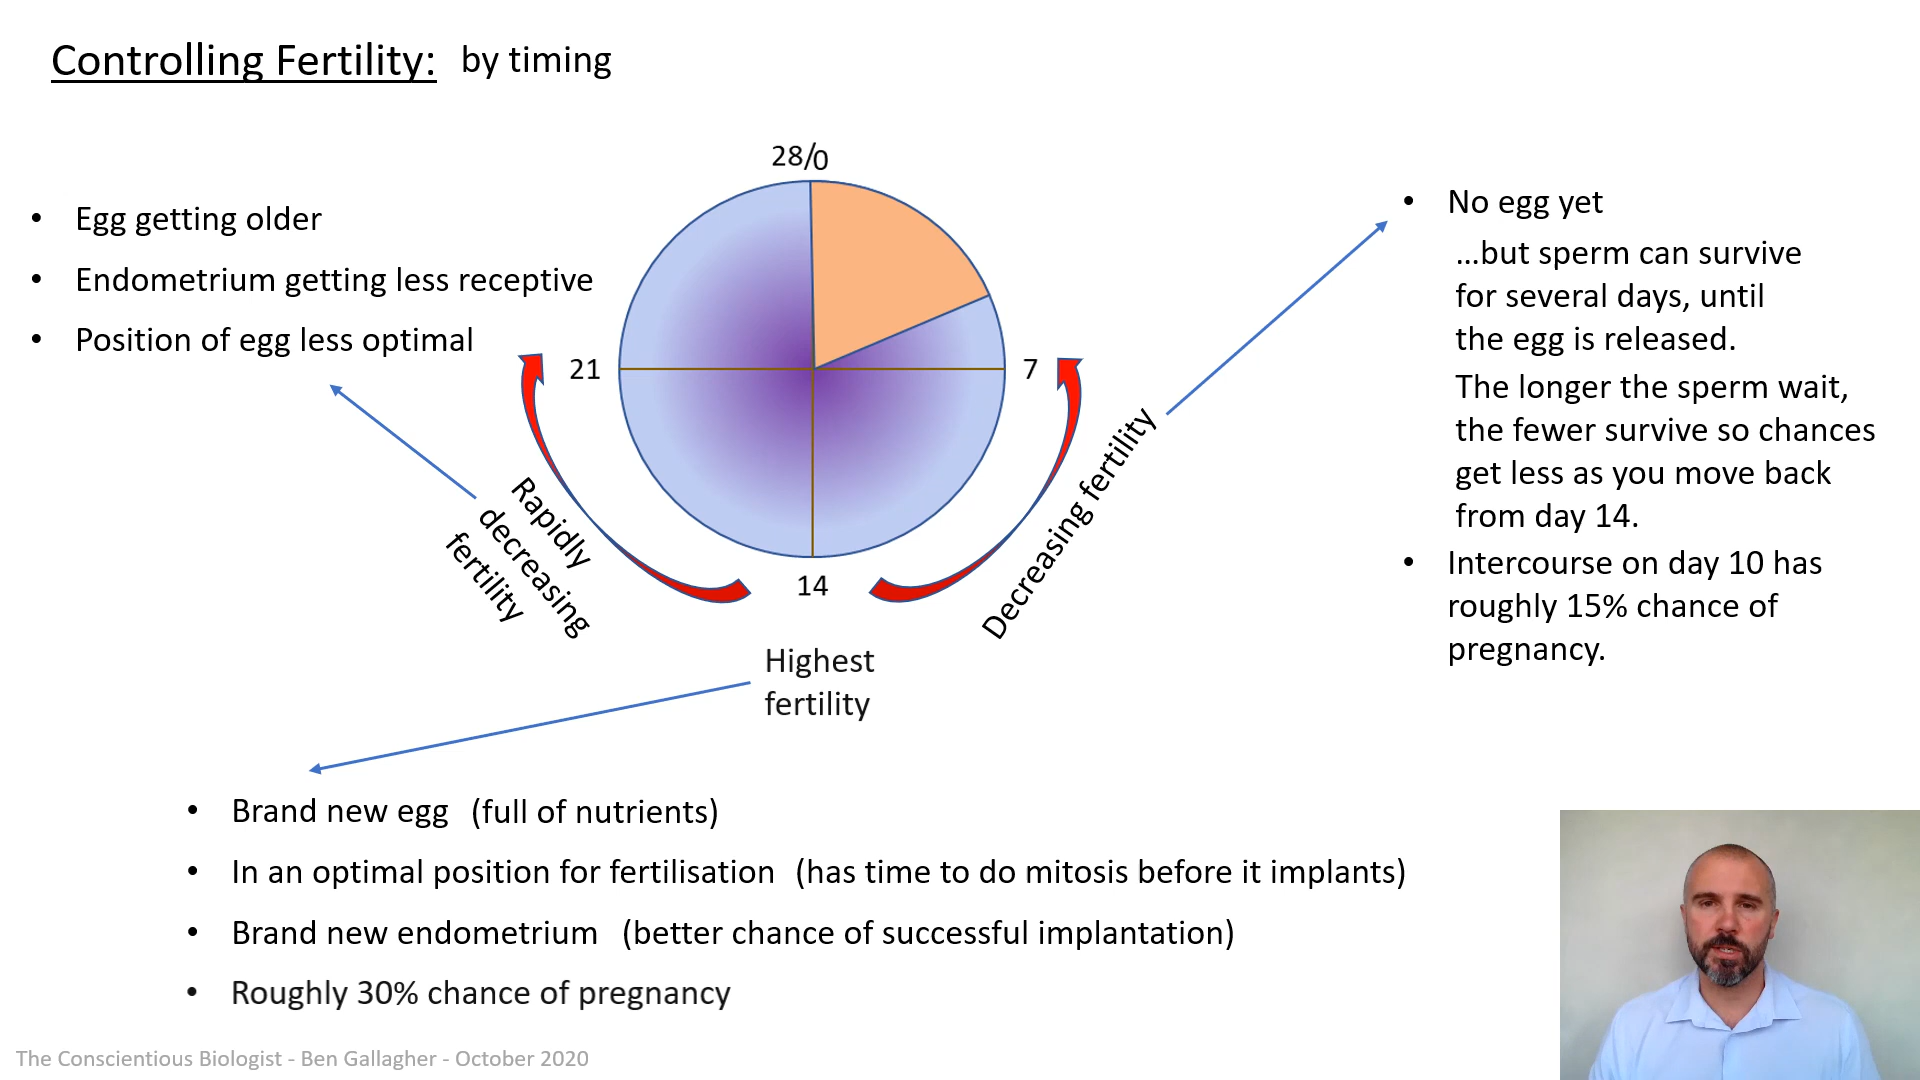 Controlling Fertility: by timing
28/0
• Egg getting older
• Endometrium getting less receptive
• Position of egg less optimal
21
7
14
Rapidly
decreasing
fertility
Decreasing fertility
Highest
fertility
• No egg yet
...but sperm can survive
for several days, until
the egg is released.
The longer the sperm wait,
the fewer survive so chances
get less as you move back
from day 14.
• Intercourse on day 10 has
roughly 15% chance of
pregnancy.
• Brand new egg (full of nutrients)
• In an optimal position for fertilisation (has time to do mitosis before it implants)
• Brand new endometrium (better chance of successful implantation)
• Roughly 30% chance of pregnancy
The Conscientious Biologist - Ben Gallagher - October 2020